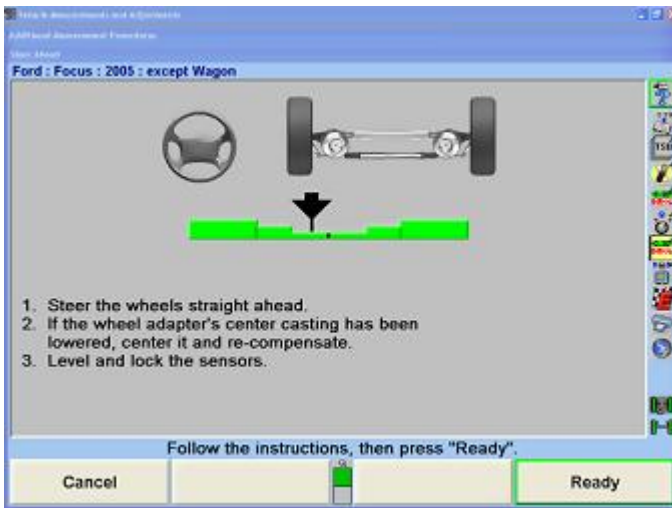 Ford : Focus : 2005 : except Wagon
TSB
1. Steer the wheels straight ahead.
2. If the wheel adapter's center casting has been
lowered, center it and re-compensate.
3. Level and lock the sensors.
Follow the instructions, then press "Ready".
Cancel
Ready